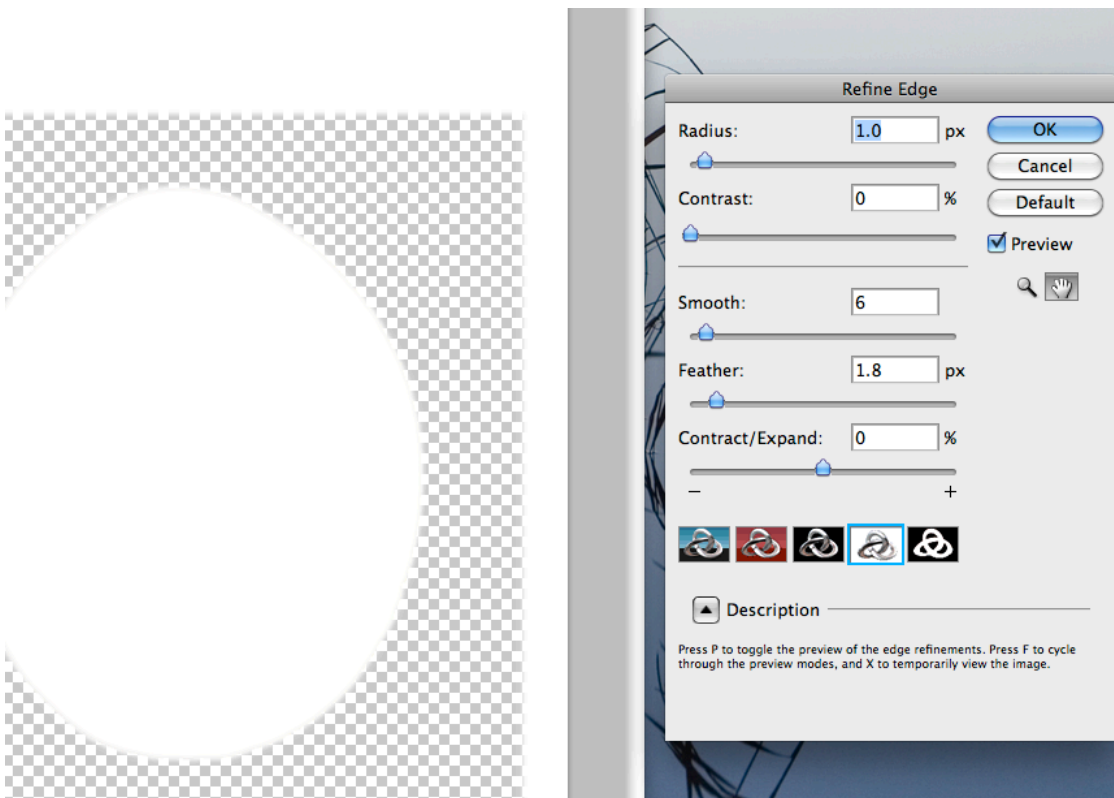 Refine Edge
Radius: 1.0 px
OK
Cancel
Contrast: 0 %
Default
Preview
Smooth: 6
Feather: 1.8 px
Contract/Expand: 0 %
− +
Description
Press P to toggle the preview of the edge refinements. Press F to cycle
through the preview modes, and X to temporarily view the image.